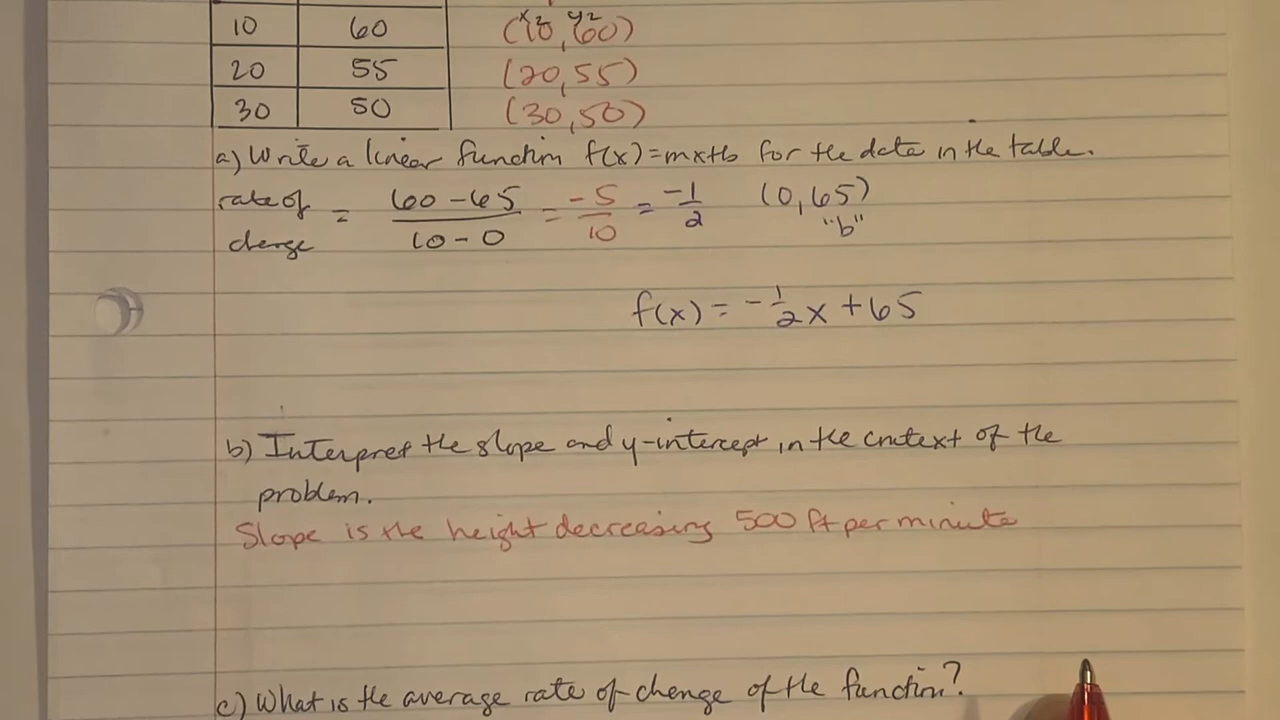 10 60 (10,60) x2 y2
20 55 (20,55)
30 50 (30,50)
a) Write a linear function f(x)=mx+b for the data in the table.
rate of change = 60-65 / 10-0 = -5/10 = -1/2 (0,65) "b"
f(x) = -1/2x + 65
b) Interpret the slope and y-intercept in the context of the
problem.
Slope is the height decreasing 500 ft per minute
c) What is the average rate of change of the function?